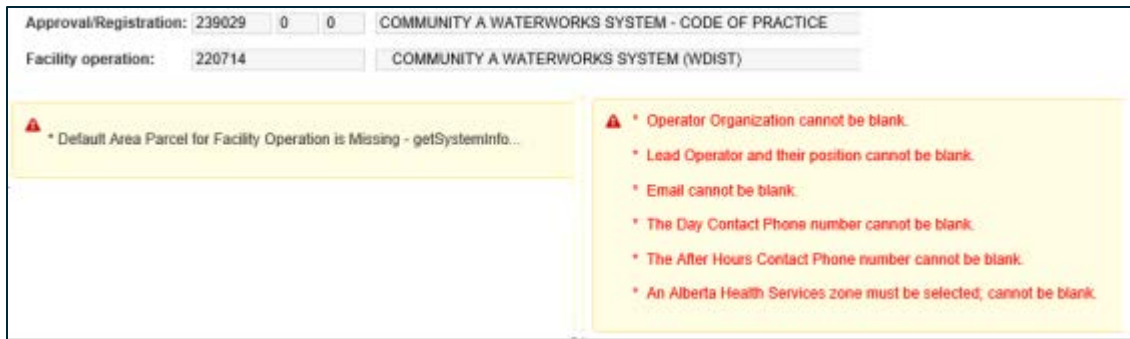 Approval/Registration: 239029 0 0 COMMUNITY A WATERWORKS SYSTEM - CODE OF PRACTICE
Facility operation: 220714 COMMUNITY A WATERWORKS SYSTEM (WDIST)
* Default Area Parcel for Facility Operation is Missing - getSystemInfo...
* Operator Organization cannot be blank.
* Lead Operator and their position cannot be blank.
* Email cannot be blank.
* The Day Contact Phone number cannot be blank.
* The After Hours Contact Phone number cannot be blank.
* An Alberta Health Services zone must be selected; cannot be blank.